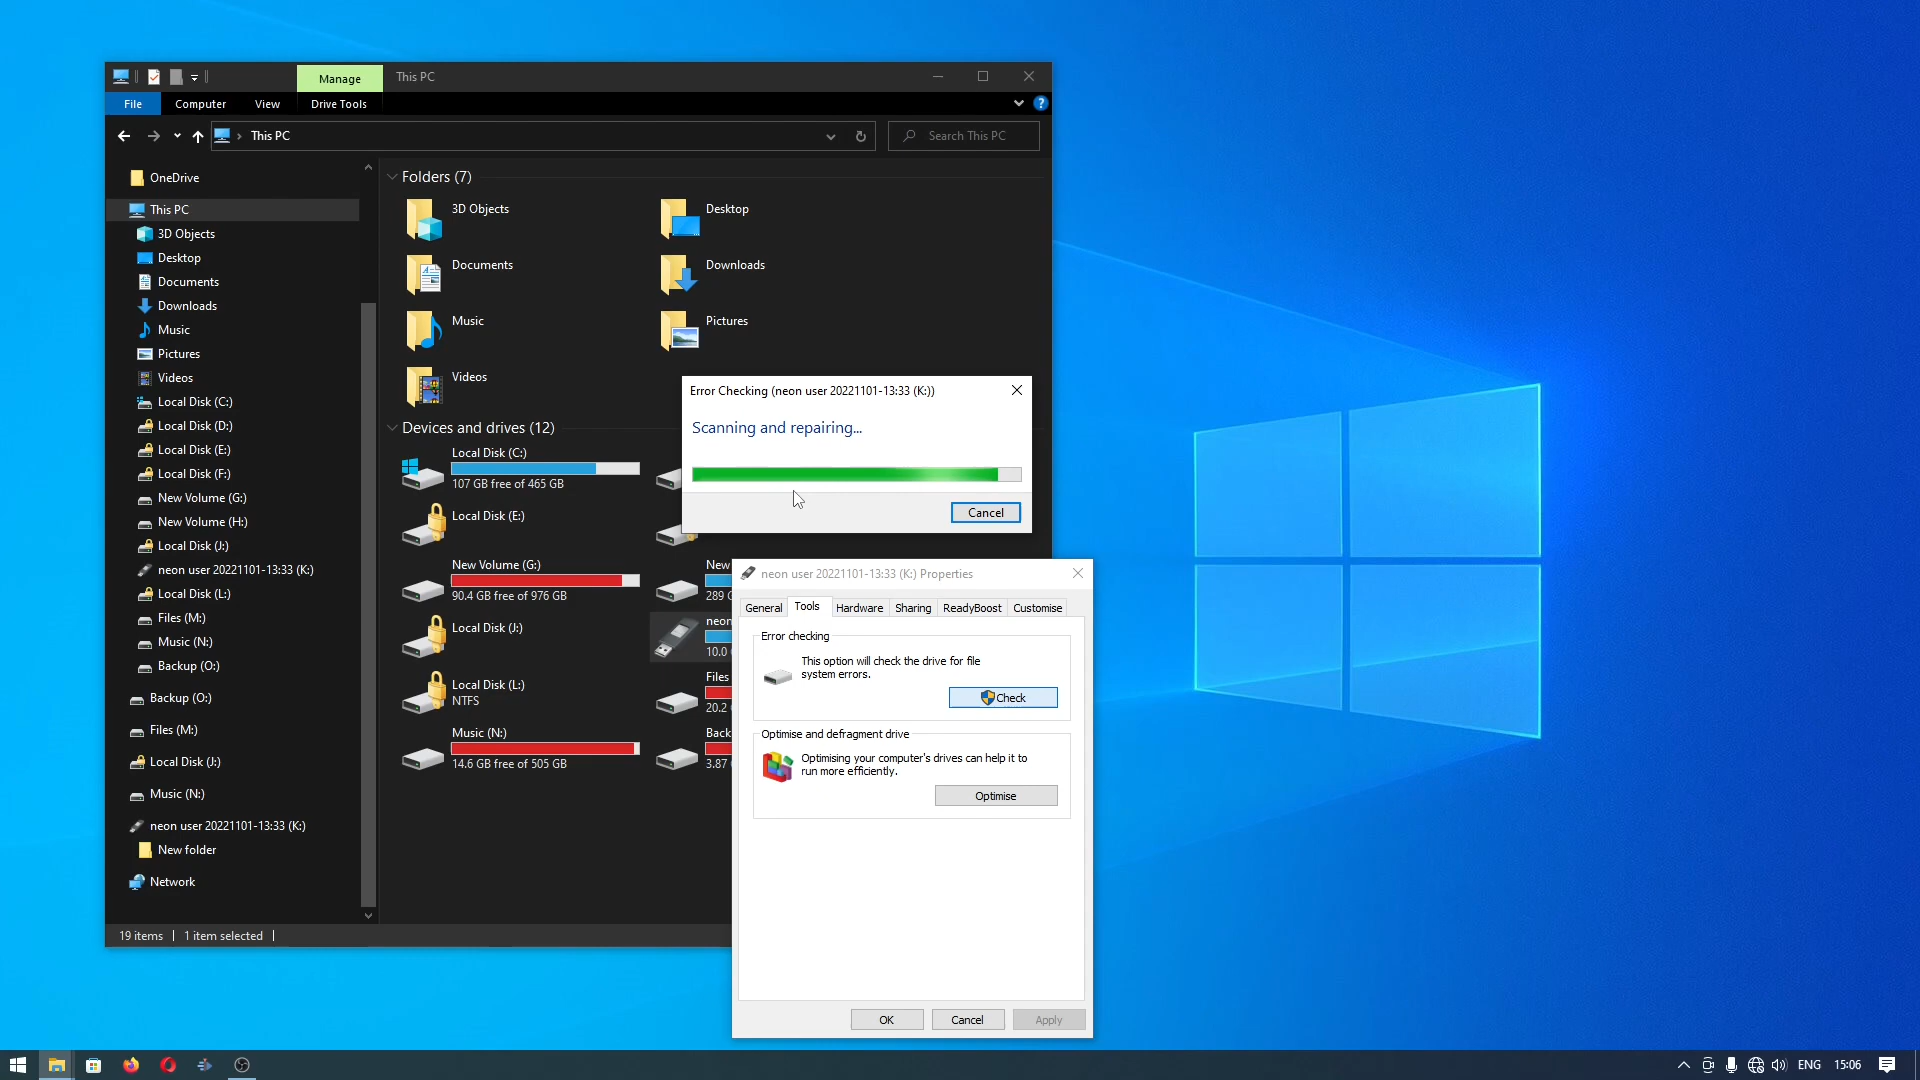 Manage
This PC
File
Computer
View
Drive Tools
This PC
Search This PC
OneDrive
This PC
3D Objects
Desktop
Documents
Downloads
Music
Pictures
Videos
Local Disk (C:)
Local Disk (D:)
Local Disk (E:)
Local Disk (F:)
New Volume (G:)
New Volume (H:)
Local Disk (J:)
neon user 20221101-13:33 (K:)
Local Disk (L:)
Files (M:)
Music (N:)
Backup (O:)
Backup (O:)
Files (M:)
Local Disk (J:)
Music (N:)
neon user 20221101-13:33 (K:)
New folder
Network
Folders (7)
3D Objects
Desktop
Documents
Downloads
Music
Pictures
Videos
Devices and drives (12)
Local Disk (C:)
107 GB free of 465 GB
Local Disk (E:)
New Volume (G:)
90.4 GB free of 976 GB
New
289
Local Disk (J:)
neon
10.0
Local Disk (L:)
NTFS
Files
20.2
Music (N:)
14.6 GB free of 505 GB
Back
3.87
Error Checking (neon user 20221101-13:33 (K:))
Scanning and repairing...
Cancel
neon user 20221101-13:33 (K:) Properties
General
Tools
Hardware
Sharing
ReadyBoost
Customise
Error checking
This option will check the drive for file
system errors.
Check
Optimise and defragment drive
Optimising your computer's drives can help it to
run more efficiently.
Optimise
OK
Cancel
Apply
19 items
1 item selected
ENG
15:06